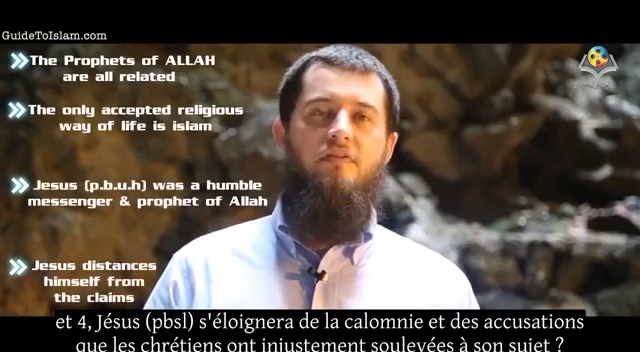 GuideToIslam.com
The Prophets of ALLAH
are all related
The only accepted religious
way of life is islam
Jesus (p.b.u.h) was a humble
messenger & prophet of Allah
Jesus distances
himself from
the claims
et 4, Jésus (pbsl) s'éloignera de la calomnie et des accusations
que les chrétiens ont injustement soulevées à son sujet ?